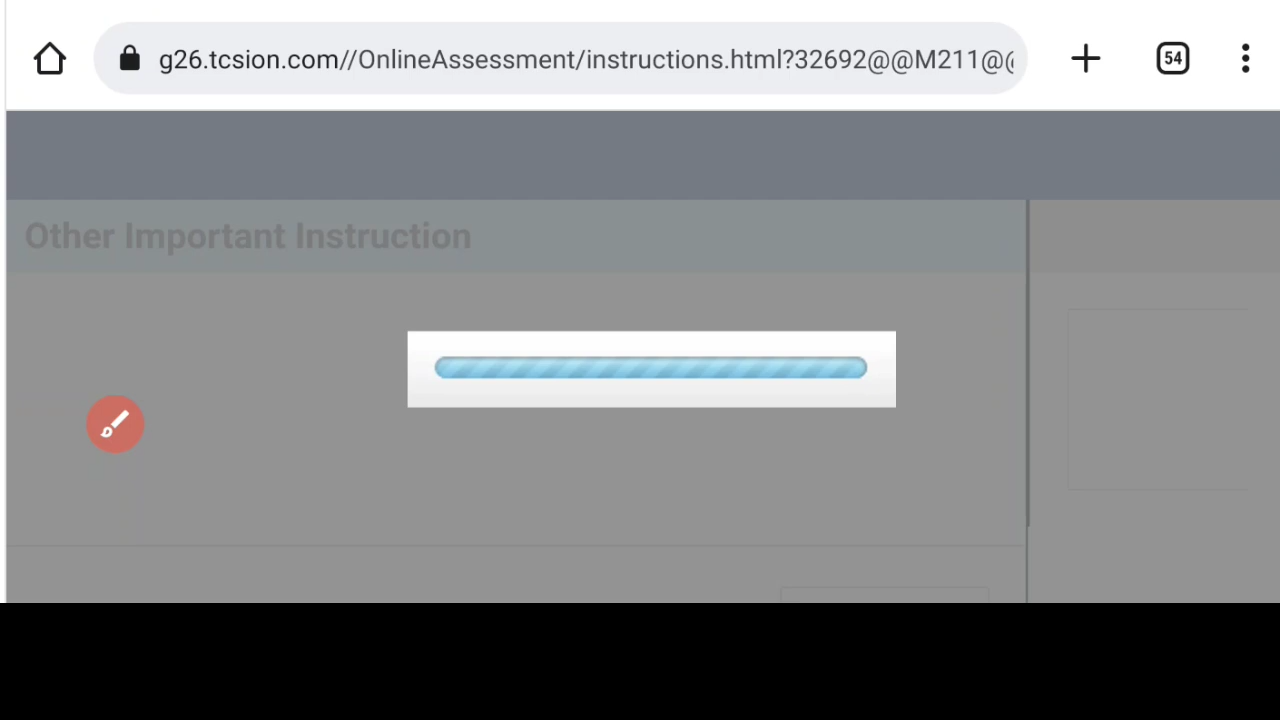 g26.tcsion.com//OnlineAssessment/instructions.html?32692@@M211@
54
Other Important Instruction